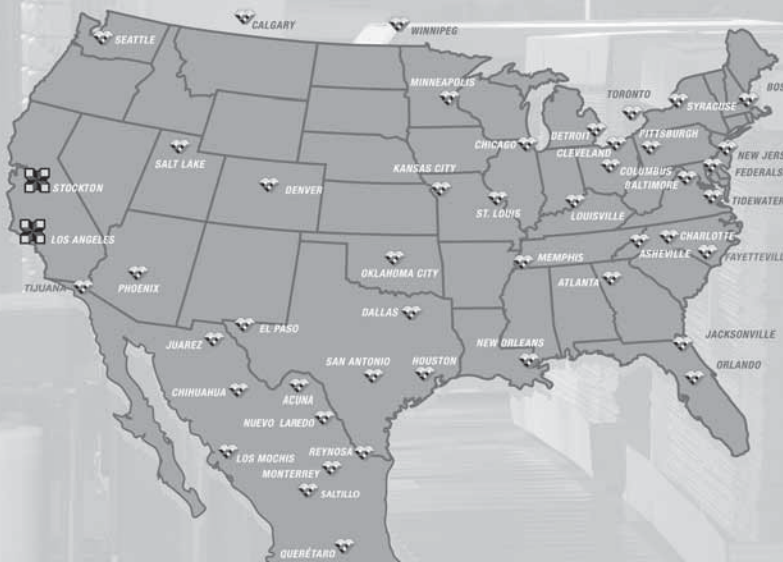 CALGARY
WINNIPEG
SEATTLE
MINNEAPOLIS
TORONTO
BOS
SYRACUSE
DETROIT
PITTSBURGH
CHICAGO
CLEVELAND
NEW JERS
SALT LAKE
KANSAS CITY
COLUMBUS
FEDERALS
BALTIMORE
STOCKTON
DENVER
ST. LOUIS
LOUISVILLE
TIDEWATER
LOS ANGELES
CHARLOTTE
ASHEVILLE
FAYETTEVILL
MEMPHIS
OKLAHOMA CITY
PHOENIX
ATLANTA
TIJUANA
DALLAS
EL PASO
JACKSONVILLE
JUAREZ
NEW ORLEANS
SAN ANTONIO
HOUSTON
ORLANDO
CHIHUAHUA
ACUNA
NUEVO LAREDO
LOS MOCHIS
REYNOSA
MONTERREY
SALTILLO
QUERÉTARO